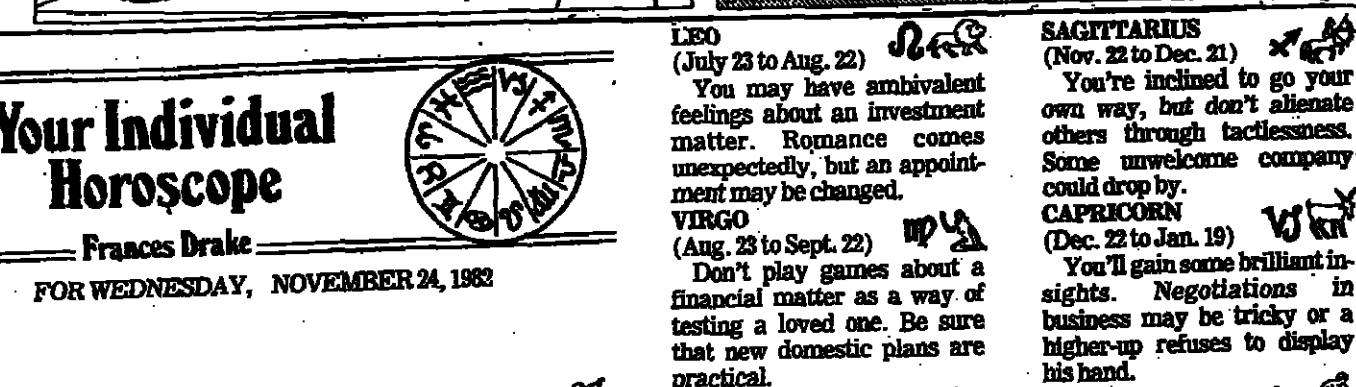 Your Individual
Horoscope
Frances Drake
FOR WEDNESDAY, NOVEMBER 24, 1982
LEO
(July 23 to Aug. 22)
You may have ambivalent
feelings about an investment
matter. Romance comes
unexpectedly, but an appoint-
ment may be changed.
VIRGO
(Aug. 23 to Sept. 22)
Don't play games about a
financial matter as a way of
testing a loved one. Be sure
that new domestic plans are
practical.
SAGITTARIUS
(Nov. 22 to Dec. 21)
You're inclined to go your
own way, but don't alienate
others through tactlessness.
Some unwelcome company
could drop by.
CAPRICORN
(Dec. 22 to Jan. 19)
You'll gain some brilliant in-
sights. Negotiations in
business may be tricky or a
higher-up refuses to display
his hand.